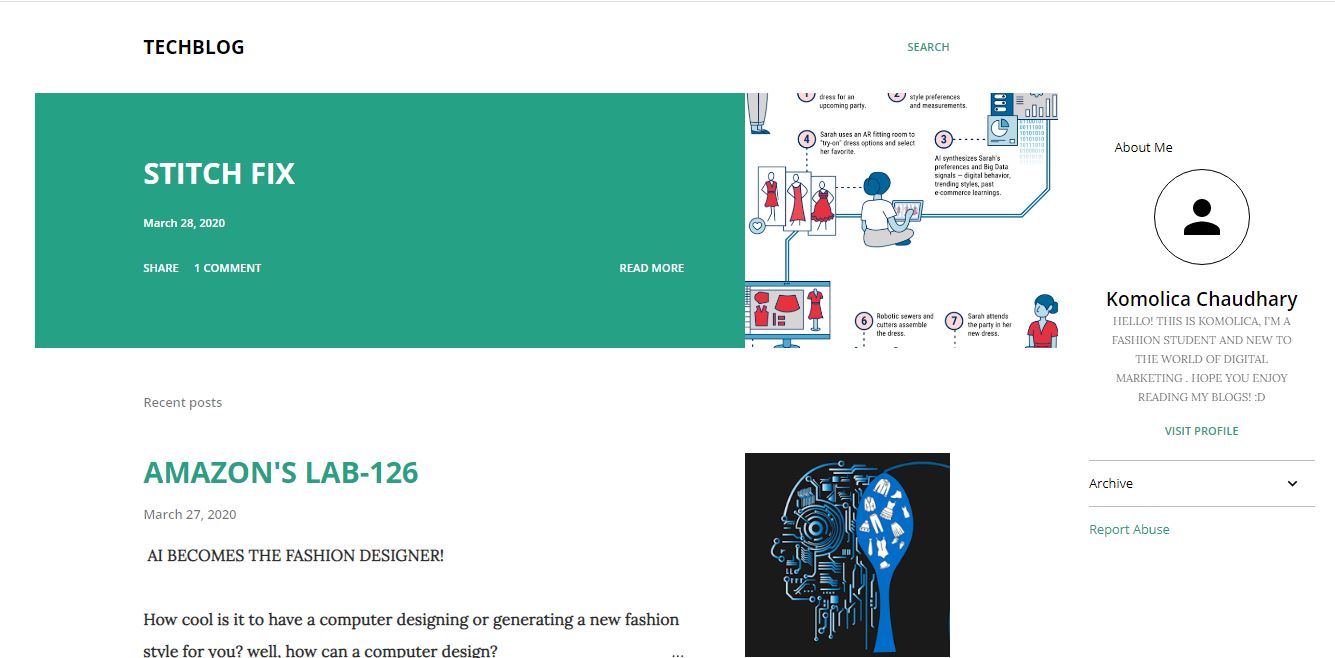 TECHBLOG
SEARCH
STITCH FIX
March 28, 2020
SHARE 1 COMMENT
READ MORE
1
dress for an
upcoming party.
2
style preferences
and measurements.
4
Sarah uses an AR fitting room to
"try-on" dress options and select
her favorite.
3
AI synthesizes Sarah's
preferences and Big Data
signals — digital behavior,
trending styles, past
e-commerce learnings.
6
Robotic sewers and
cutters assemble
the dress.
7
Sarah attends
the party in her
new dress.
About Me
Komolica Chaudhary
HELLO! THIS IS KOMOLICA, I'M A
FASHION STUDENT AND NEW TO
THE WORLD OF DIGITAL
MARKETING . HOPE YOU ENJOY
READING MY BLOGS! :D
VISIT PROFILE
Archive
Report Abuse
Recent posts
AMAZON'S LAB-126
March 27, 2020
AI BECOMES THE FASHION DESIGNER!
How cool is it to have a computer designing or generating a new fashion
style for you? well, how can a computer design? ...